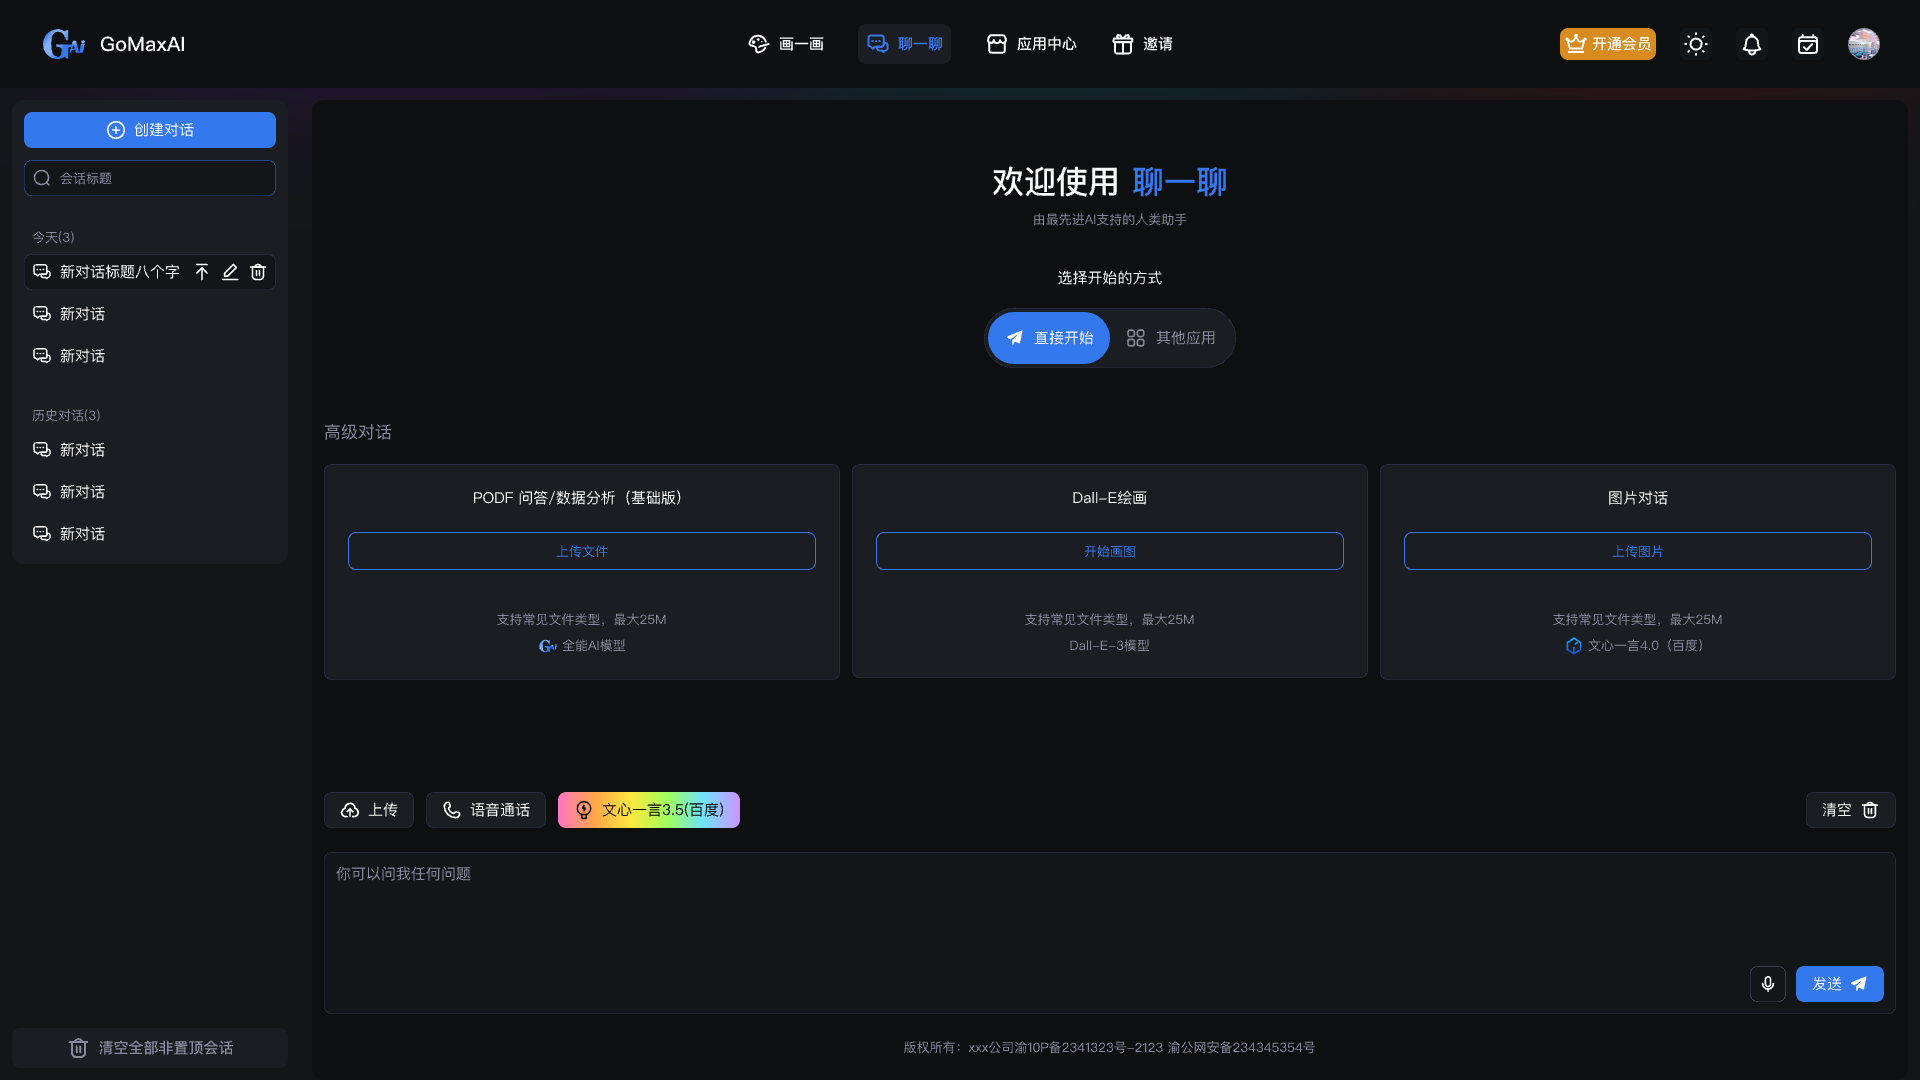 GAi GoMaxAI
画一画
聊一聊
应用中心
邀请
开通会员
创建对话
会话标题
今天(3)
新对话标题八个字
新对话
新对话
历史对话(3)
新对话
新对话
新对话
清空全部非置顶会话
欢迎使用 聊一聊
由最先进AI支持的人类助手
选择开始的方式
直接开始
其他应用
高级对话
PODF 问答/数据分析（基础版）
上传文件
支持常见文件类型，最大25M
GAi 全能AI模型
Dall-E绘画
开始画图
支持常见文件类型，最大25M
Dall-E-3模型
图片对话
上传图片
支持常见文件类型，最大25M
文心一言4.0（百度）
上传
语音通话
文心一言3.5(百度)
清空
你可以问我任何问题
发送
版权所有：xxx公司渝10P备2341323号-2123 渝公网安备234345354号